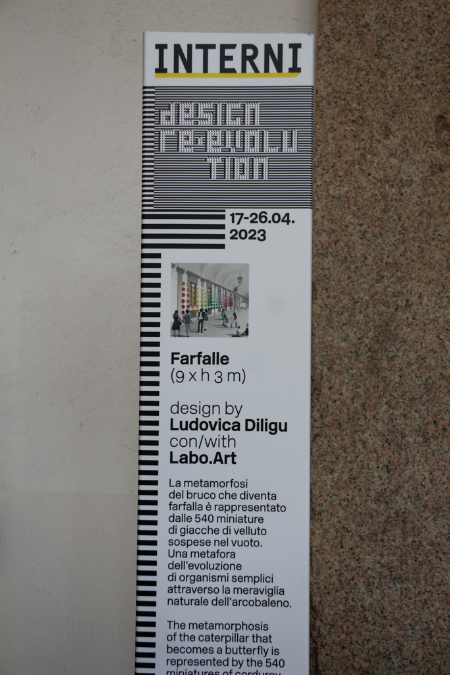 INTERNI
design
re-evolu
tion
17-26.04.
2023
Farfalle
(9 x h 3 m)
design by
Ludovica Diligu
con/with
Labo.Art
La metamorfosi
del bruco che diventa
farfalla è rappresentato
dalle 540 miniature
di giacche di velluto
sospese nel vuoto.
Una metafora
dell'evoluzione
di organismi semplici
attraverso la meraviglia
naturale dell'arcobaleno.
The metamorphosis
of the caterpillar that
becomes a butterfly is
represented by the 540
miniatures of corduroy